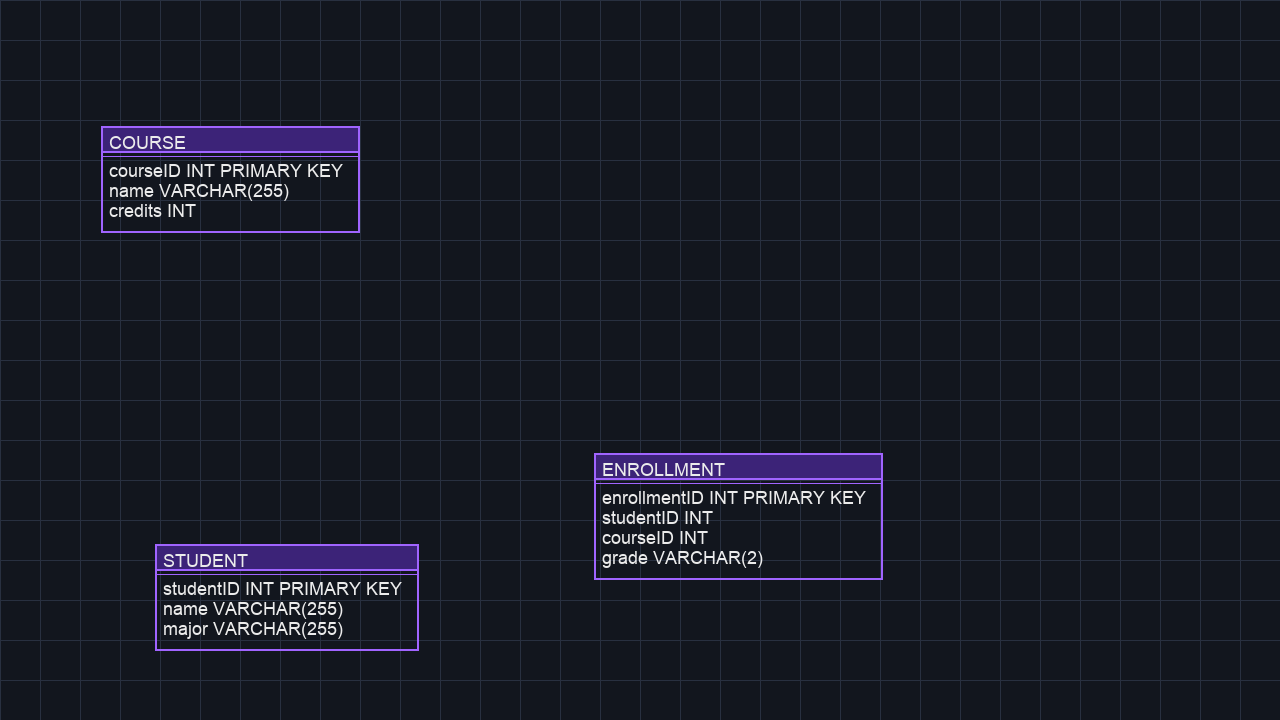 COURSE
courseID INT PRIMARY KEY
name VARCHAR(255)
credits INT
ENROLLMENT
enrollmentID INT PRIMARY KEY
studentID INT
courseID INT
grade VARCHAR(2)
STUDENT
studentID INT PRIMARY KEY
name VARCHAR(255)
major VARCHAR(255)